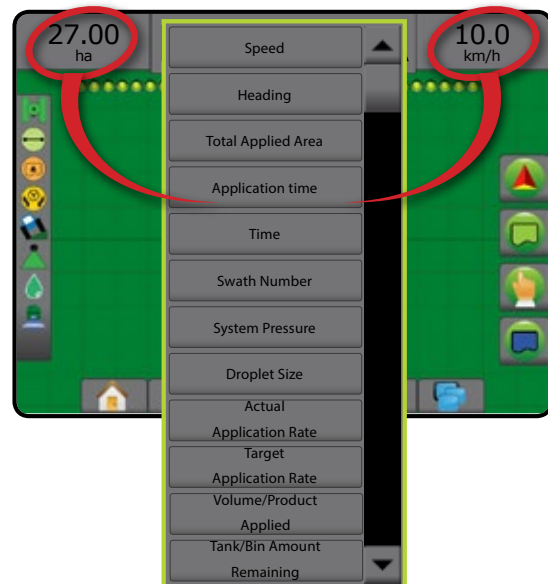 27.00
ha
10.0
km/h
Speed
Heading
Total Applied Area
Application time
Time
Swath Number
System Pressure
Droplet Size
Actual
Application Rate
Target
Application Rate
Volume/Product
Applied
Tank/Bin Amount
Remaining